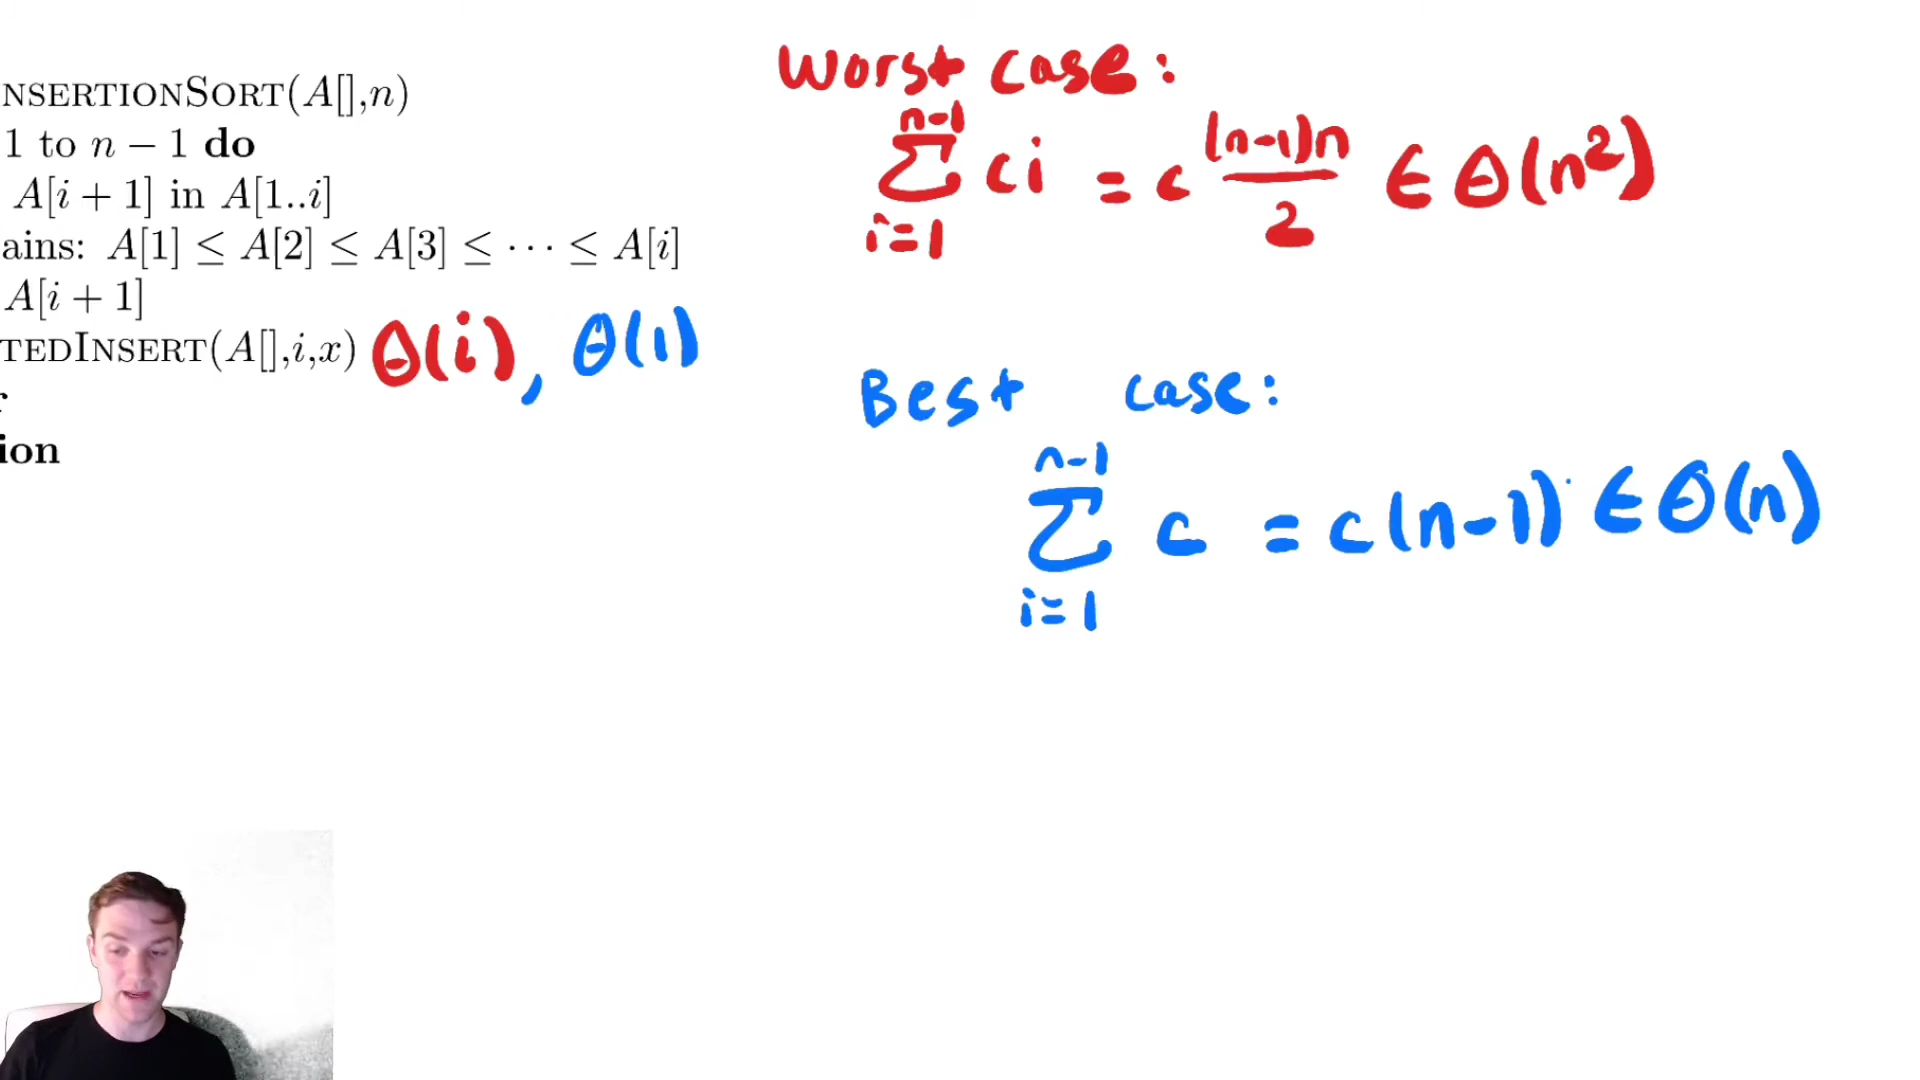 NSERTIONSORT(A[],n)
1 to n − 1 do
A[i + 1] in A[1..i]
ains: A[1] ≤ A[2] ≤ A[3] ≤ ⋯ ≤ A[i]
A[i + 1]
TEDINSERT(A[],i,x) Θ(i), Θ(1)
r
ion
Worst case:
n-1
Σ ci = c (n-1)n / 2 ∈ Θ(n²)
i=1
Best case:
n-1
Σ c = c(n-1) ∈ Θ(n)
i=1